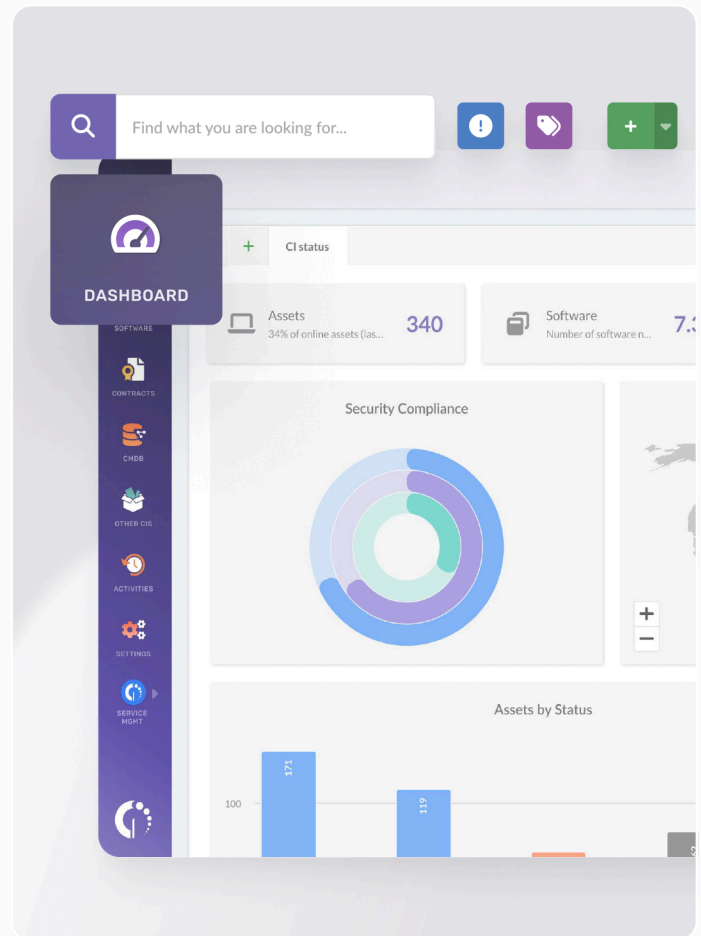 Find what you are looking for...
DASHBOARD
CI status
Assets
34% of online assets (las...
340
Software
Number of software n...
SOFTWARE
CONTRACTS
CMDB
OTHER CIS
ACTIVITIES
SETTINGS
SERVICE
MGMT
Security Compliance
Assets by Status
100
171
119